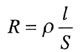 R = ρ l/S